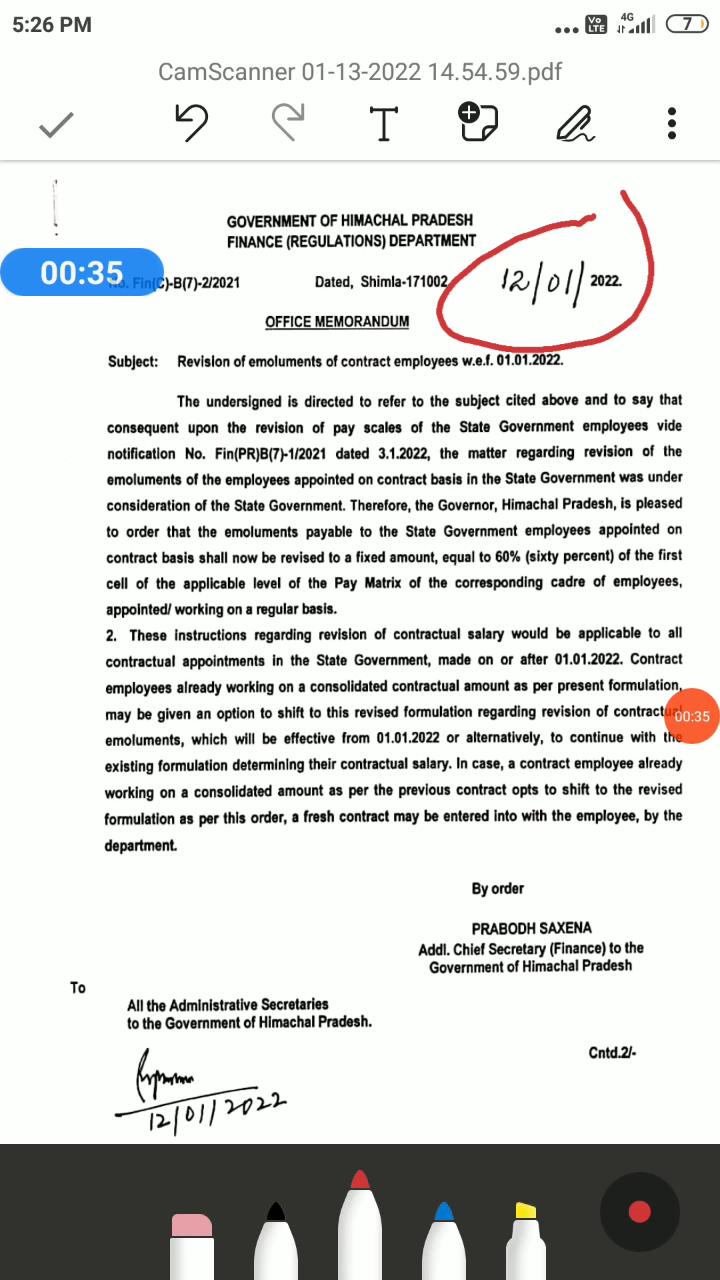 5:26 PM
Vo LTE 4G 7
CamScanner 01-13-2022 14.54.59.pdf
T
GOVERNMENT OF HIMACHAL PRADESH
FINANCE (REGULATIONS) DEPARTMENT
00:35
No. Fin(C)-B(7)-2/2021 Dated, Shimla-171002 12/01/ 2022.
OFFICE MEMORANDUM
Subject: Revision of emoluments of contract employees w.e.f. 01.01.2022.
The undersigned is directed to refer to the subject cited above and to say that
consequent upon the revision of pay scales of the State Government employees vide
notification No. Fin(PR)B(7)-1/2021 dated 3.1.2022, the matter regarding revision of the
emoluments of the employees appointed on contract basis in the State Government was under
consideration of the State Government. Therefore, the Governor, Himachal Pradesh, is pleased
to order that the emoluments payable to the State Government employees appointed on
contract basis shall now be revised to a fixed amount, equal to 60% (sixty percent) of the first
cell of the applicable level of the Pay Matrix of the corresponding cadre of employees,
appointed/ working on a regular basis.
2. These instructions regarding revision of contractual salary would be applicable to all
contractual appointments in the State Government, made on or after 01.01.2022. Contract
employees already working on a consolidated contractual amount as per present formulation,
may be given an option to shift to this revised formulation regarding revision of contractual
00:35
emoluments, which will be effective from 01.01.2022 or alternatively, to continue with the
existing formulation determining their contractual salary. In case, a contract employee already
working on a consolidated amount as per the previous contract opts to shift to the revised
formulation as per this order, a fresh contract may be entered into with the employee, by the
department.
By order
PRABODH SAXENA
Addl. Chief Secretary (Finance) to the
Government of Himachal Pradesh
To
All the Administrative Secretaries
to the Government of Himachal Pradesh.
Cntd.2/-
12/01/2022